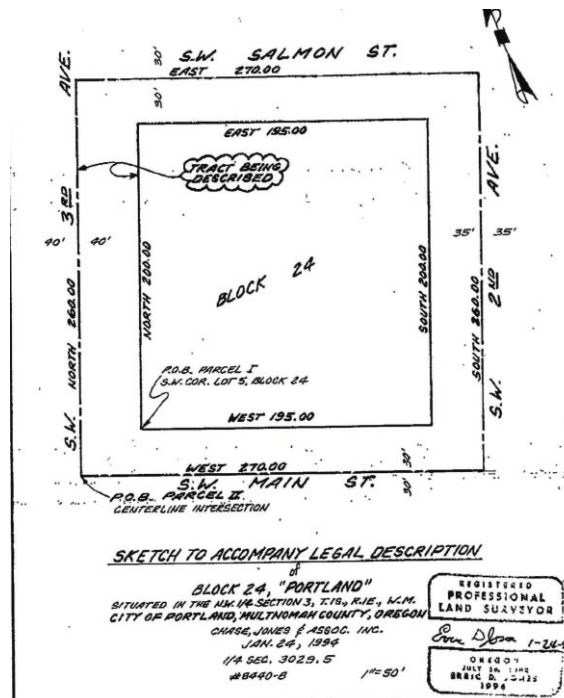 S.W. SALMON ST.
30'
EAST 270.00
30'
AVE.
EAST 195.00
TRACT BEING
DESCRIBED
3RD
AVE.
40' 40'
35' 35'
NORTH 200.00
BLOCK 24
SOUTH 200.00
2ND
NORTH 260.00
SOUTH 260.00
P.O.B. PARCEL I
S.W. COR. LOT 5, BLOCK 24
S.W.
S.W.
WEST 195.00
30'
WEST 270.00
S.W. MAIN ST.
30'
P.O.B. PARCEL II
CENTERLINE INTERSECTION
SKETCH TO ACCOMPANY LEGAL DESCRIPTION
of
BLOCK 24, "PORTLAND"
SITUATED IN THE N.W. 1/4 SECTION 3, T.1S., R.1E., W.M.
CITY OF PORTLAND, MULTNOMAH COUNTY, OREGON
CHASE, JONES & ASSOC. INC.
JAN. 24, 1994
1/4 SEC. 3029.5
#8440-B 1"=50'
REGISTERED
PROFESSIONAL
LAND SURVEYOR
1-24-
OREGON
JULY
1994